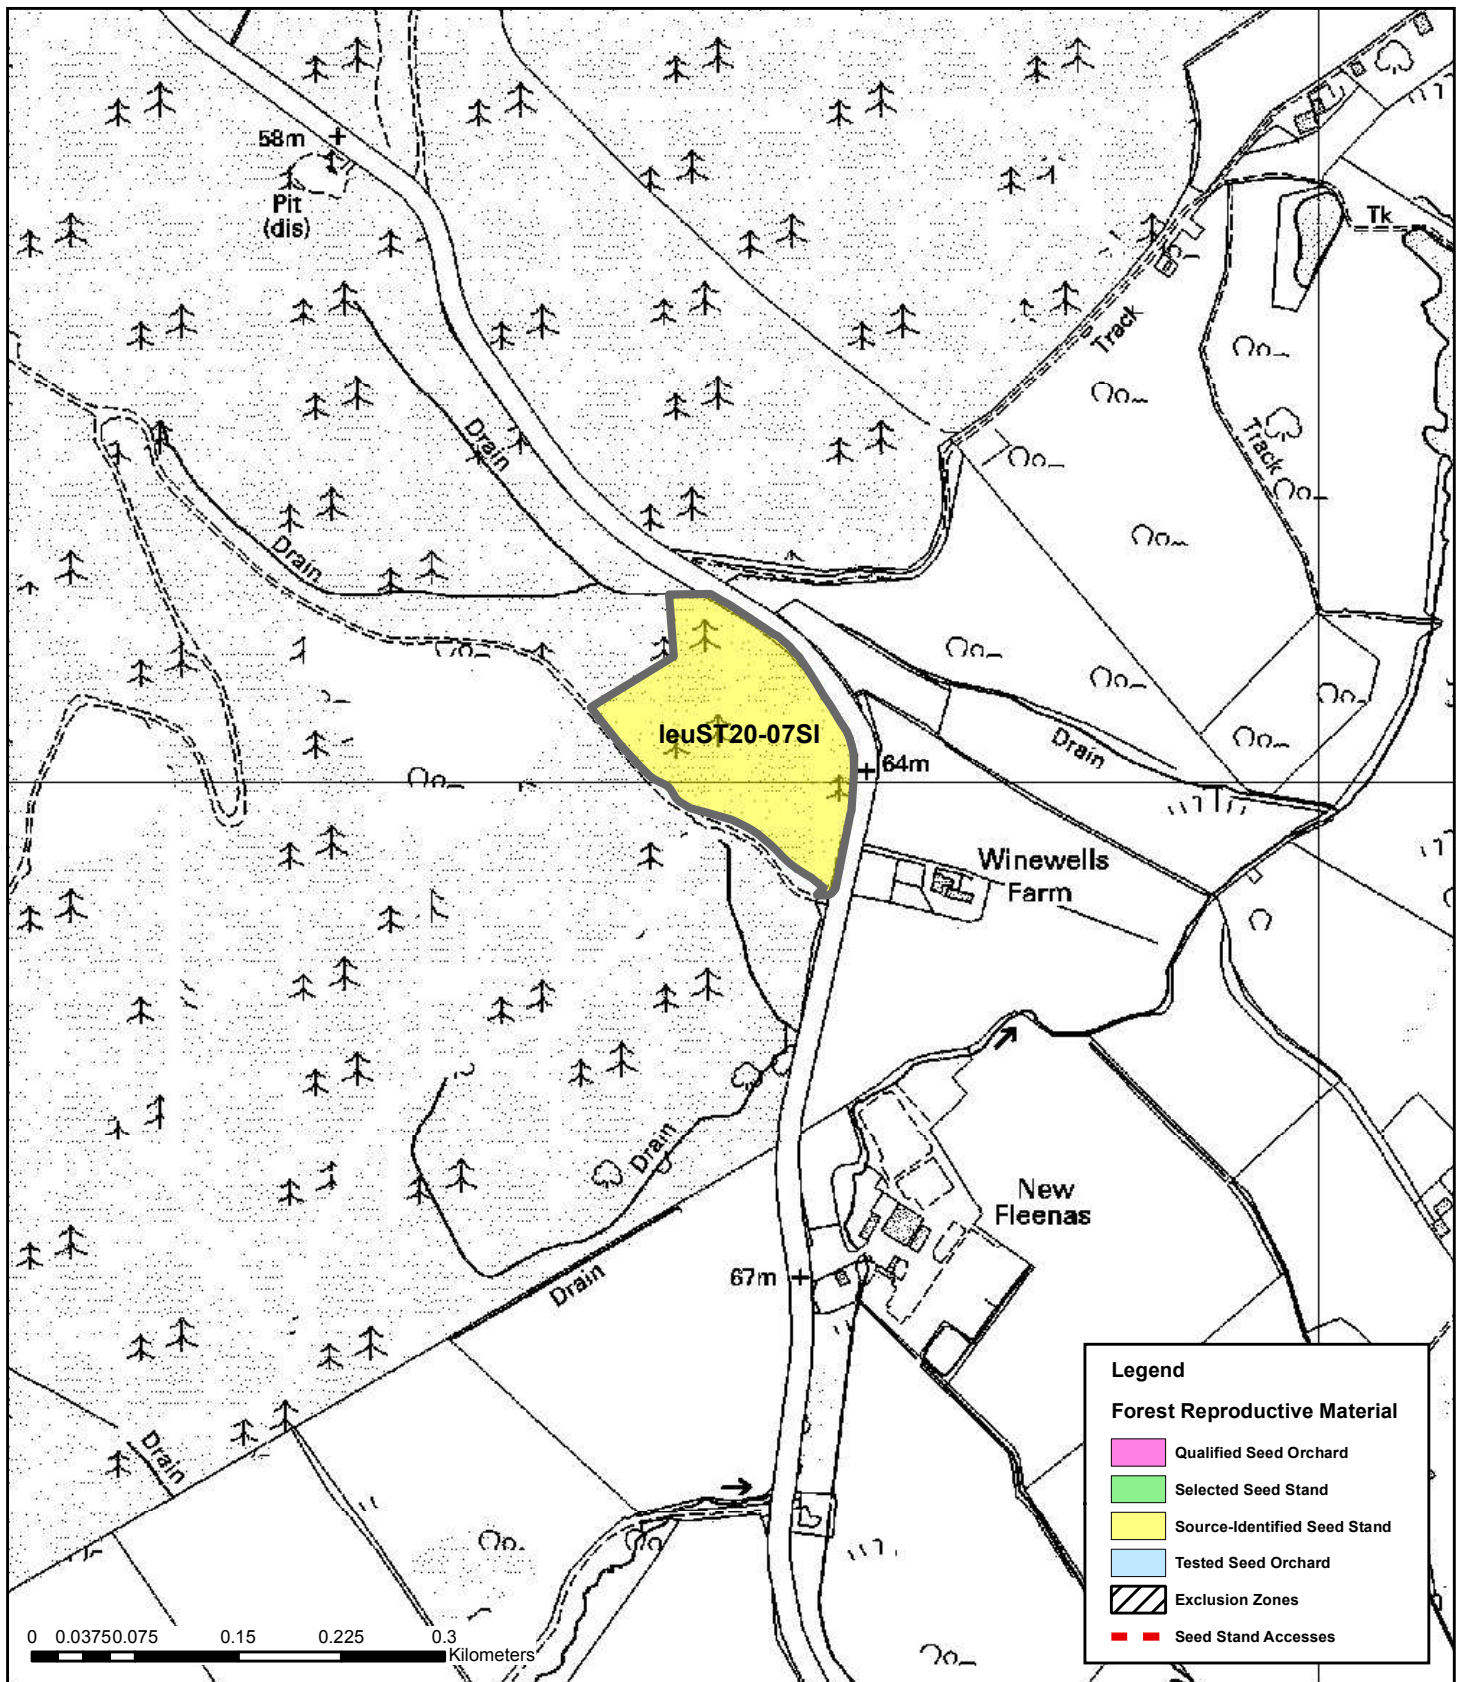 58m
Pit
(dis)
Tk
Track
Track
Drain
Drain
leuST20-07SI
64m
Drain
Winewells
Farm
Drain
New
Fleenas
67m
Drain
Drain
Legend
Forest Reproductive Material
Qualified Seed Orchard
Selected Seed Stand
Source-Identified Seed Stand
Tested Seed Orchard
Exclusion Zones
Seed Stand Accesses
0 0.0375 0.075 0.15 0.225 0.3
Kilometers